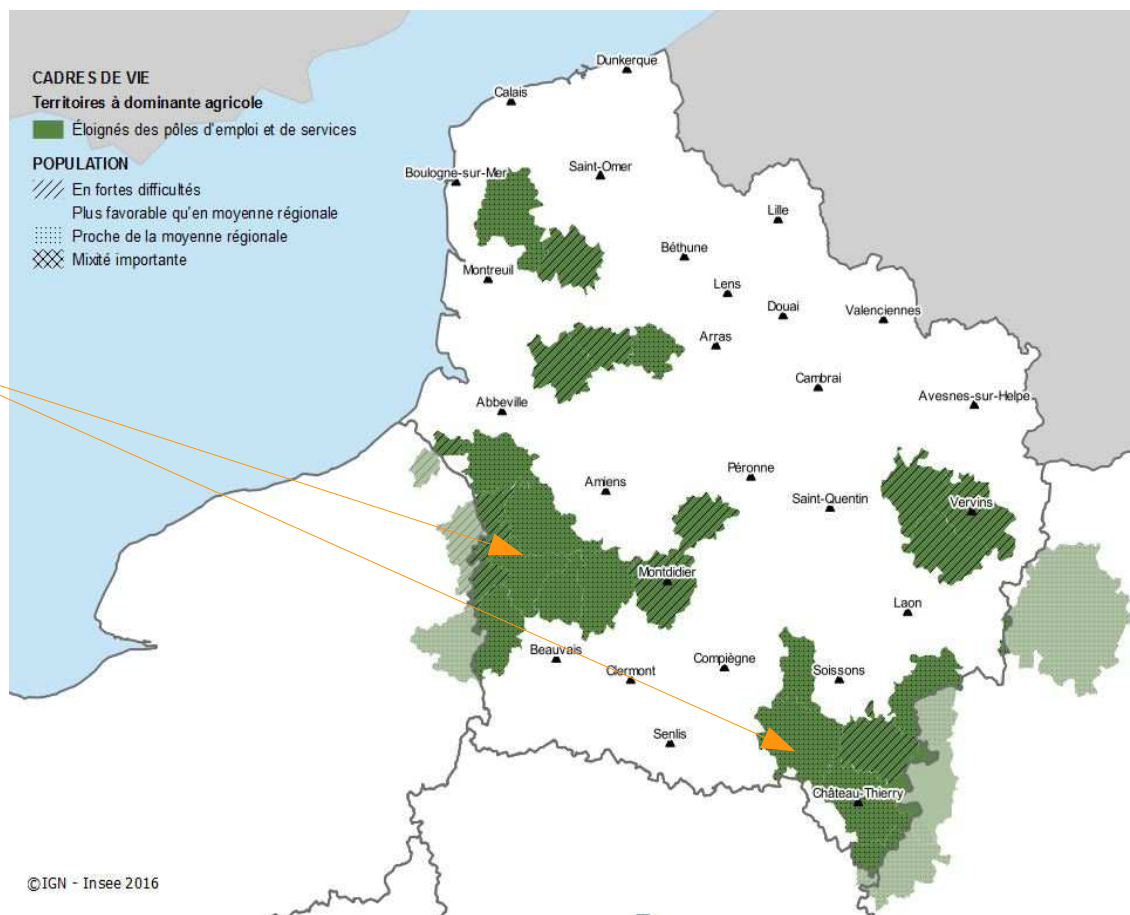 CADRES DE VIE
Territoires à dominante agricole
Éloignés des pôles d'emploi et de services
POPULATION
En fortes difficultés
Plus favorable qu'en moyenne régionale
Proche de la moyenne régionale
Mixité importante
Dunkerque
Calais
Boulogne-sur-Mer
Saint-Omer
Lille
Béthune
Montreuil
Lens
Douai
Valenciennes
Arras
Cambrai
Abbeville
Avesnes-sur-Helpe
Amiens
Péronne
Saint-Quentin
Vervins
Montdidier
Laon
Beauvais
Clermont
Compiègne
Soissons
Senlis
Château-Thierry
©IGN - Insee 2016